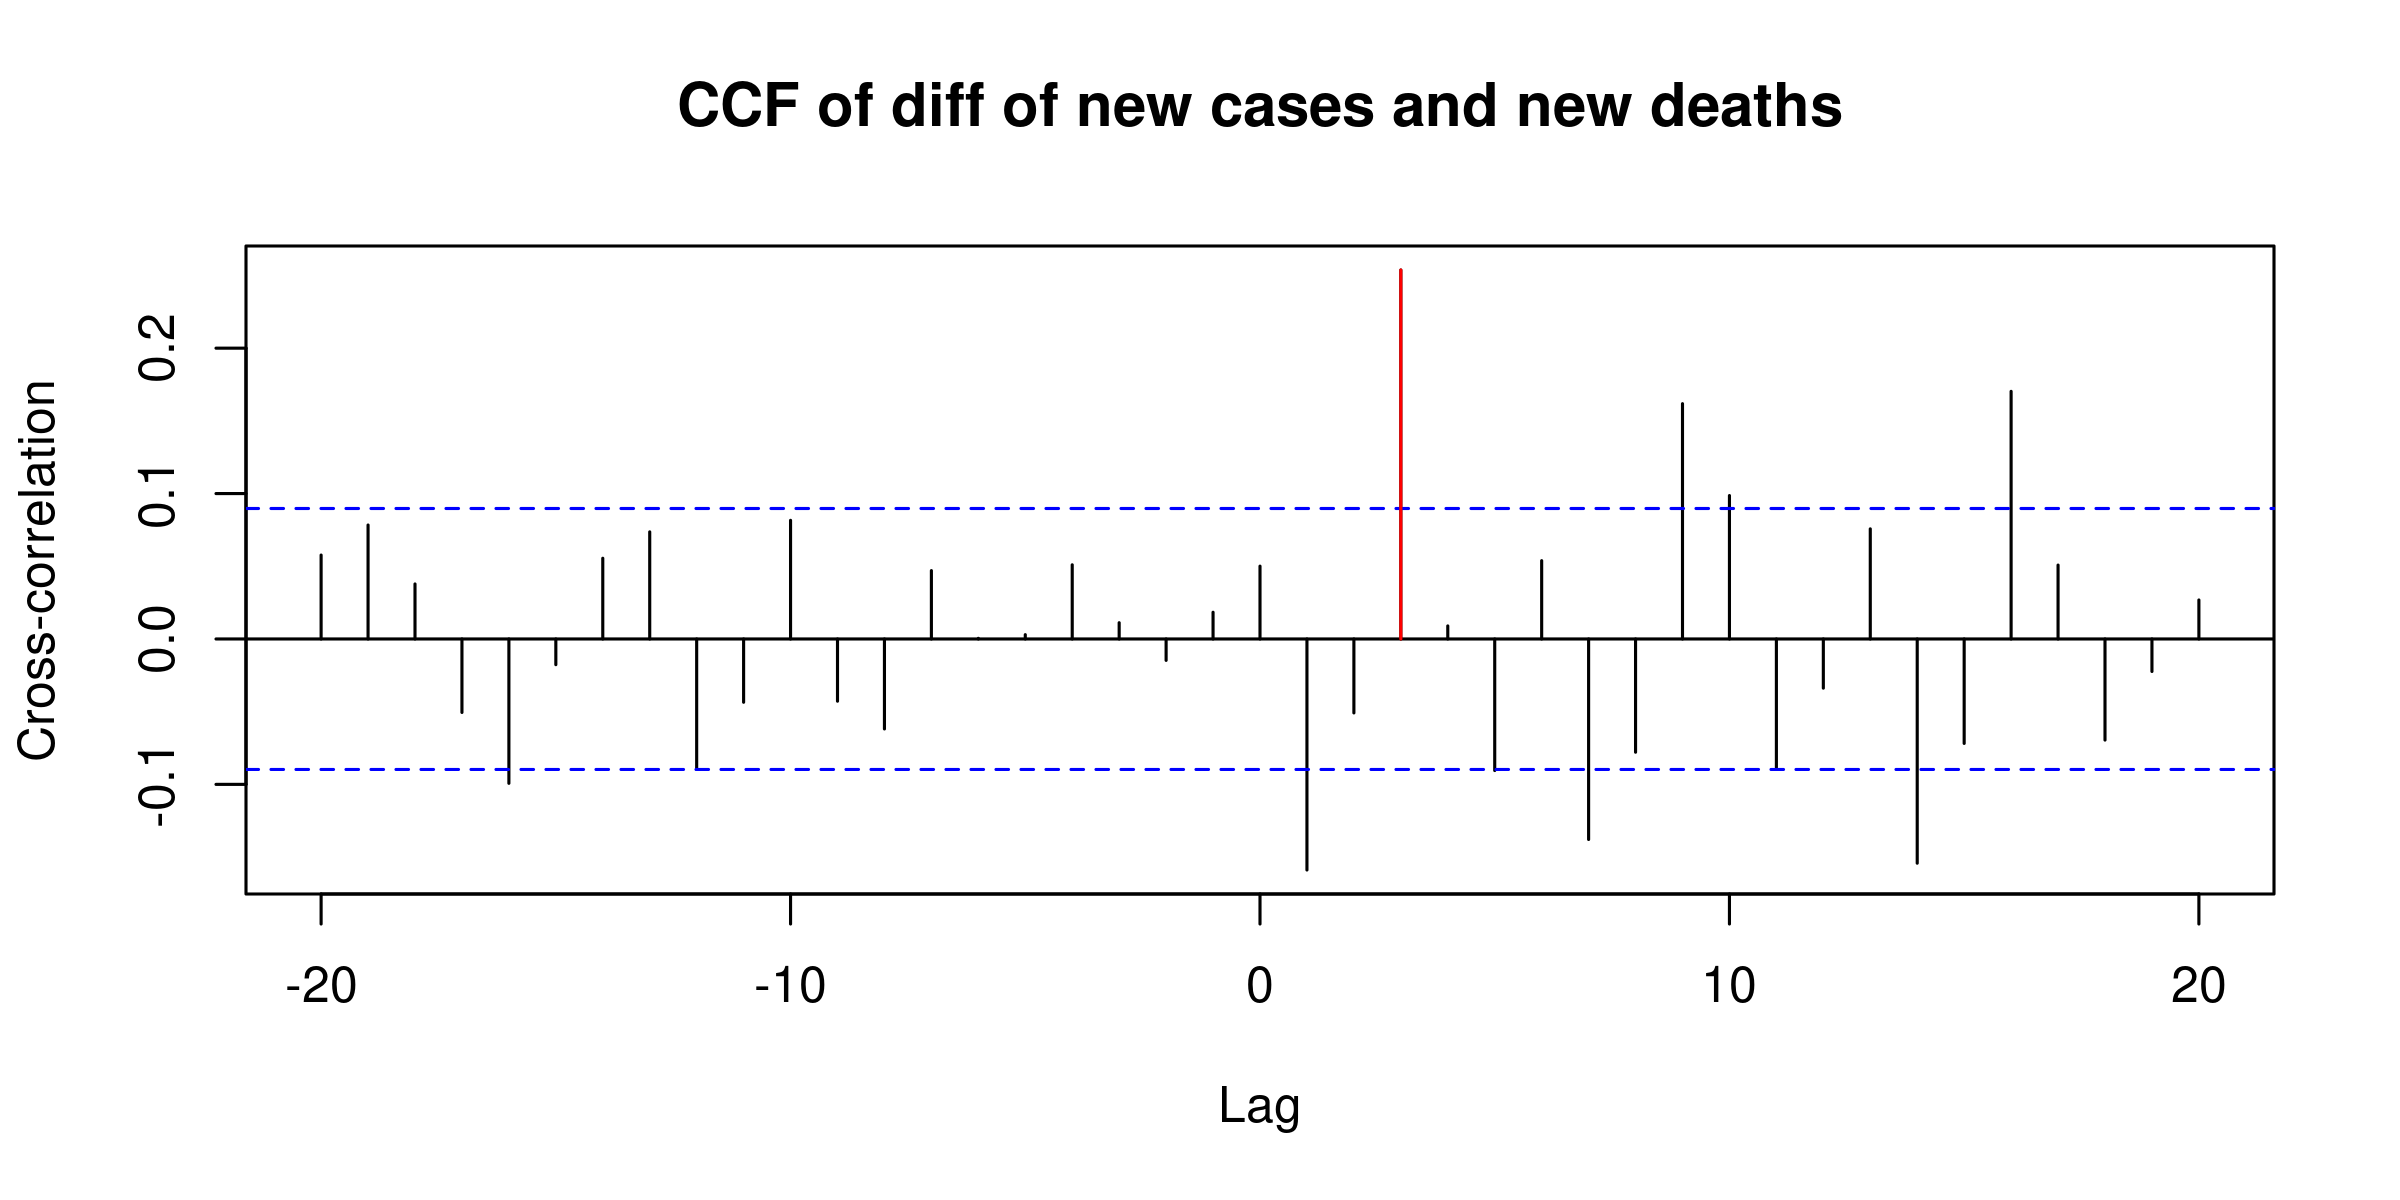 CCF of diff of new cases and new deaths
Cross-correlation
0.2
0.1
0.0
-0.1
-20 -10 0 10 20
Lag